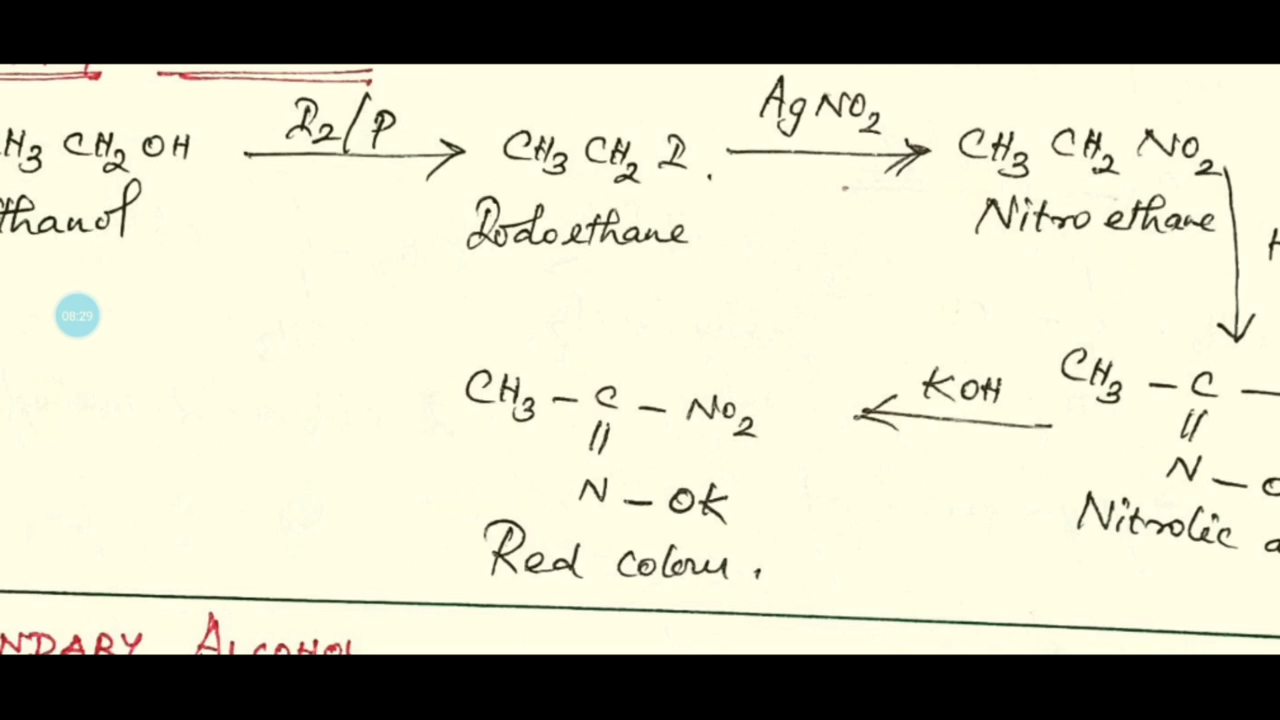 H3 CH2 OH I2/P CH3 CH2 I . AgNO2 CH3 CH2 NO2
thanol Iodoethane Nitro ethane
H
08:29
CH3 - C - NO2 KOH CH3 - C -
|| ||
N - OK N - O
Red colour . Nitrolic a
NDARY ALCOHOL